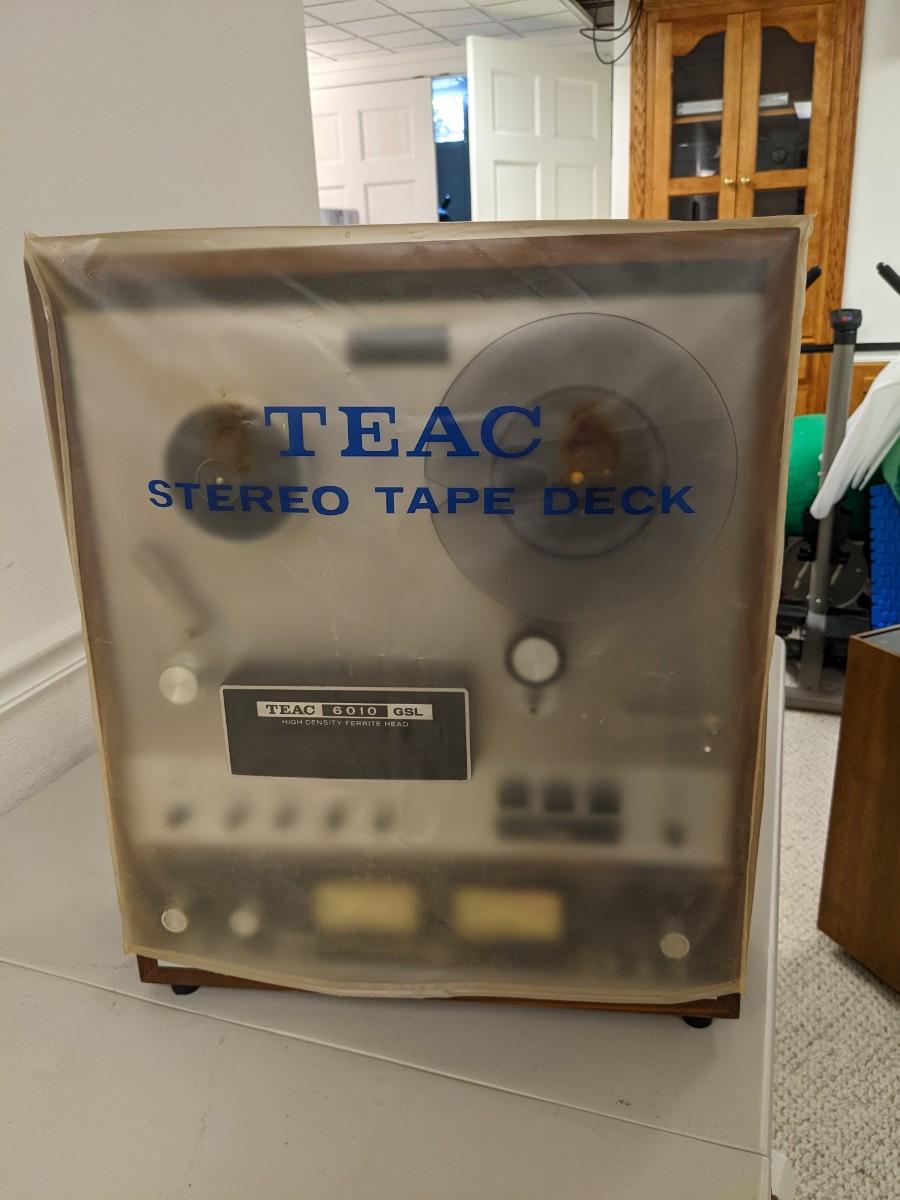 TEAC
STEREO TAPE DECK
TEAC 6010 GSL
HIGH DENSITY FERRITE HEAD